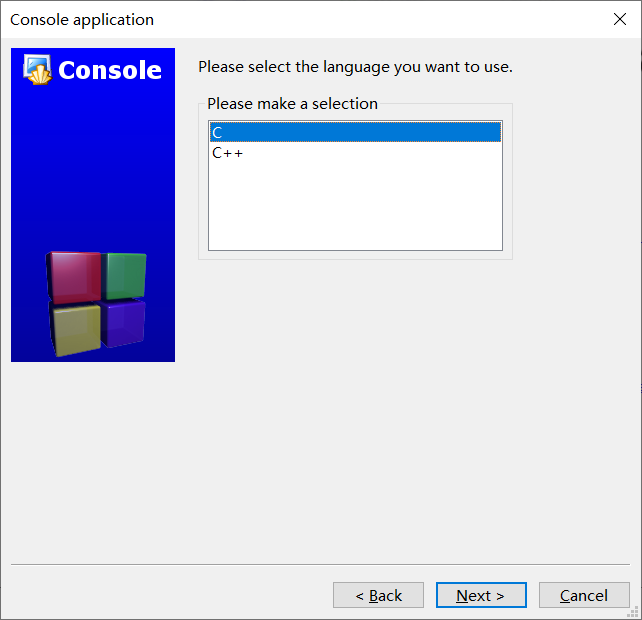 Console application
Console
Please select the language you want to use.
Please make a selection
C
C++
< Back
Next >
Cancel